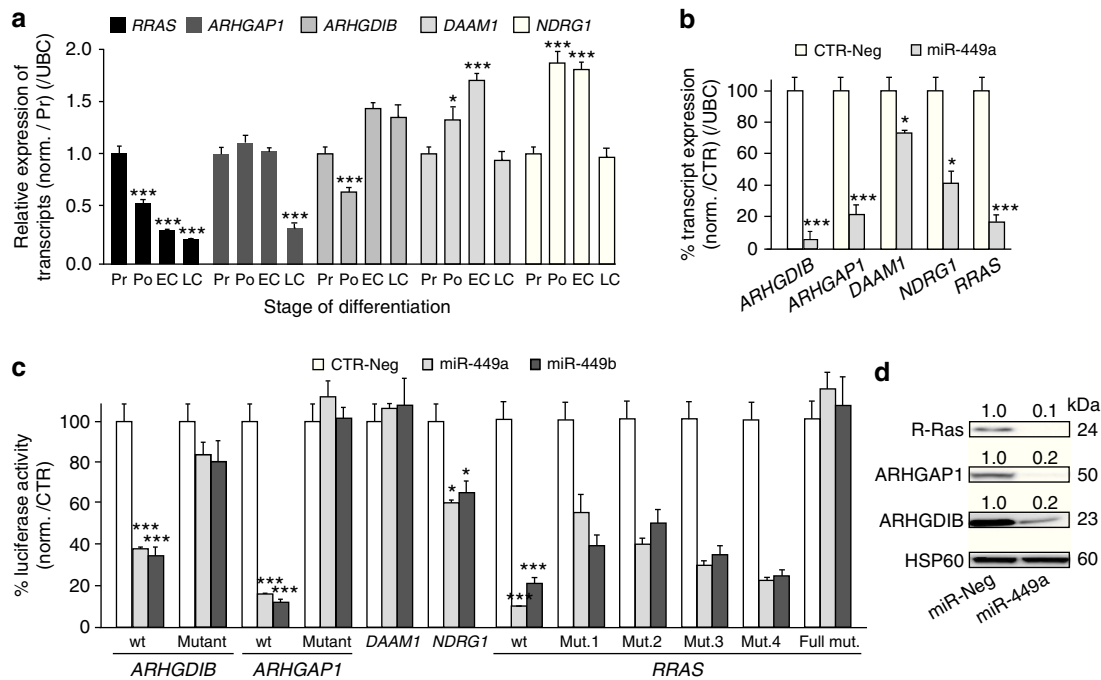 a
RRAS ARHGAP1 ARHGDIB DAAM1 NDRG1
Relative expression of
transcripts (norm. / Pr) (/UBC)
2.0
1.5
1.0
0.5
0.0
*** *** ***
***
***
* ***
*** ***
Pr Po EC LC Pr Po EC LC Pr Po EC LC Pr Po EC LC Pr Po EC LC
Stage of differentiation
b
CTR-Neg miR-449a
% transcript expression
(norm. /CTR) (/UBC)
100
80
60
40
20
0
*** *** * * ***
ARHGDIB ARHGAP1 DAAM1 NDRG1 RRAS
c
CTR-Neg miR-449a miR-449b
% luciferase activity
(norm. /CTR)
100
80
60
40
20
0
*** ***
*** ***
* *
*** ***
wt Mutant wt Mutant DAAM1 NDRG1 wt Mut.1 Mut.2 Mut.3 Mut.4 Full mut.
ARHGDIB ARHGAP1 RRAS
d
1.0 0.1 kDa
R-Ras 24
1.0 0.2
ARHGAP1 50
1.0 0.2
ARHGDIB 23
HSP60 60
miR-Neg miR-449a